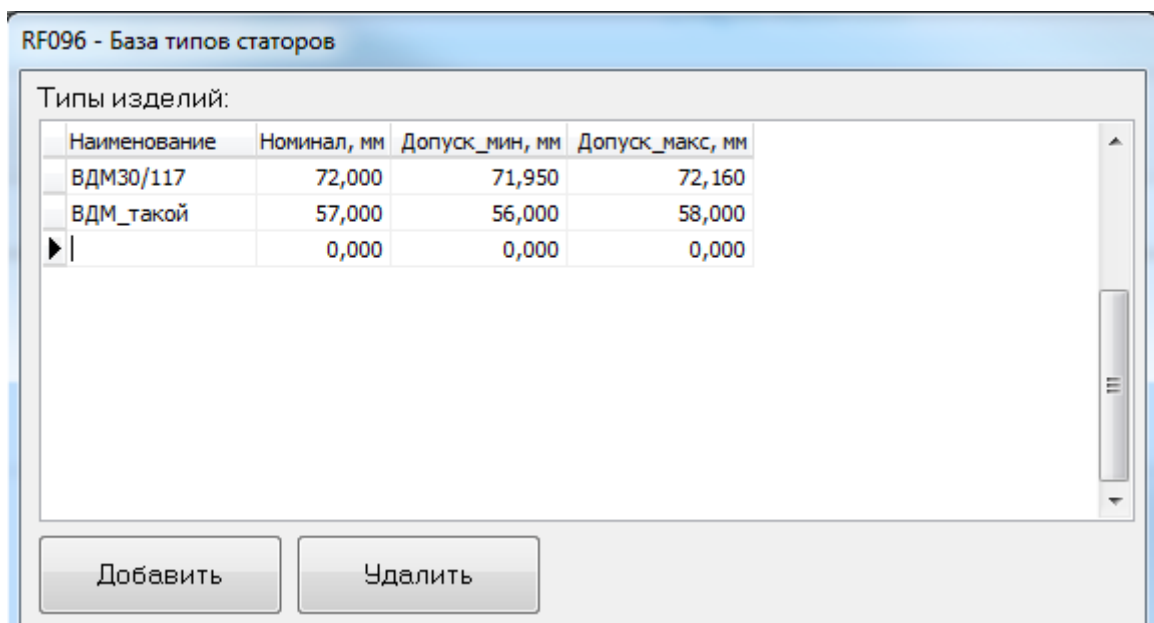 RF096 - База типов статоров
Типы изделий:
Наименование Номинал, мм Допуск_мин, мм Допуск_макс, мм
ВДМ30/117 72,000 71,950 72,160
ВДМ_такой 57,000 56,000 58,000
0,000 0,000 0,000
Добавить Удалить